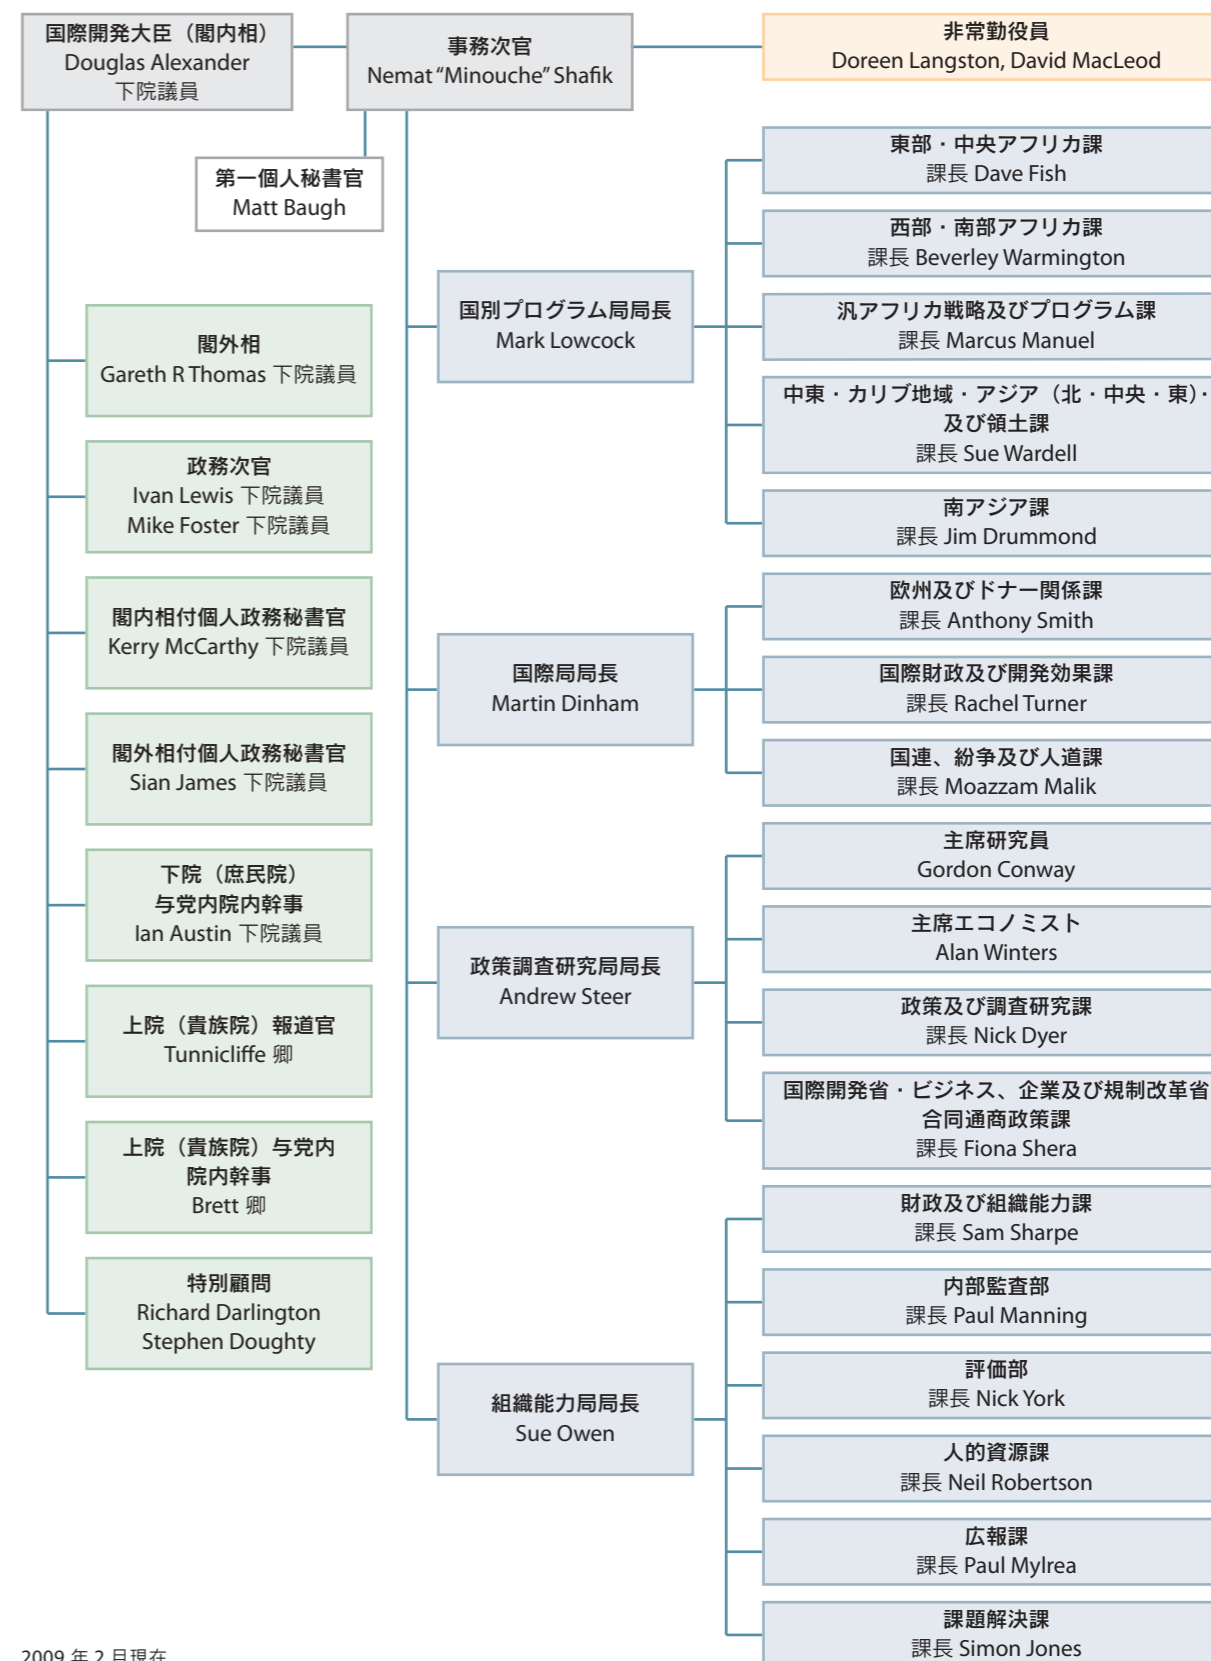 国際開発大臣（閣内相）
Douglas Alexander
下院議員
事務次官
Nemat “Minouche” Shafik
非常勤役員
Doreen Langston, David MacLeod
第一個人秘書官
Matt Baugh
閣外相
Gareth R Thomas 下院議員
政務次官
Ivan Lewis 下院議員
Mike Foster 下院議員
閣内相付個人政務秘書官
Kerry McCarthy 下院議員
閣外相付個人政務秘書官
Sian James 下院議員
下院（庶民院）
与党内院内幹事
Ian Austin 下院議員
上院（貴族院）報道官
Tunnicliffe 卿
上院（貴族院）与党内
院内幹事
Brett 卿
特別顧問
Richard Darlington
Stephen Doughty
国別プログラム局局長
Mark Lowcock
東部・中央アフリカ課
課長 Dave Fish
西部・南部アフリカ課
課長 Beverley Warmington
汎アフリカ戦略及びプログラム課
課長 Marcus Manuel
中東・カリブ地域・アジア（北・中央・東）・
及び領土課
課長 Sue Wardell
南アジア課
課長 Jim Drummond
国際局局長
Martin Dinham
欧州及びドナー関係課
課長 Anthony Smith
国際財政及び開発効果課
課長 Rachel Turner
国連、紛争及び人道課
課長 Moazzam Malik
政策調査研究局局長
Andrew Steer
主席研究員
Gordon Conway
主席エコノミスト
Alan Winters
政策及び調査研究課
課長 Nick Dyer
国際開発省・ビジネス、企業及び規制改革省
合同通商政策課
課長 Fiona Shera
組織能力局局長
Sue Owen
財政及び組織能力課
課長 Sam Sharpe
内部監査部
課長 Paul Manning
評価部
課長 Nick York
人的資源課
課長 Neil Robertson
広報課
課長 Paul Mylrea
課題解決課
課長 Simon Jones
2009 年 2 月現在